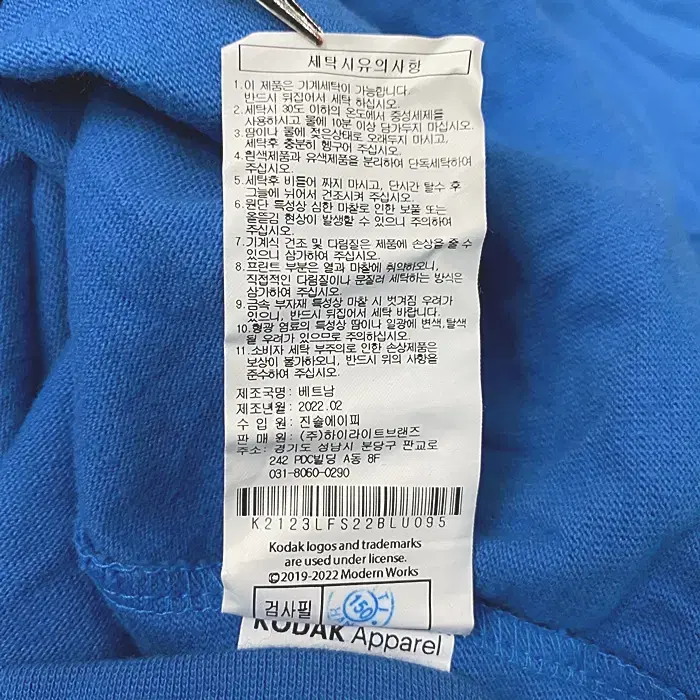 세탁시유의사항
1.이 제품은 기계세탁이 가능합니다.
반드시 뒤집어서 세탁 하십시오.
2.세탁시 30도 이하의 온도에서 중성세제를
사용하시고 물에 10분 이상 담가두지 마십시오.
3.땀이나 물에 젖은상태로 오래두지 마시고,
세탁후 충분히 헹구어 주십시오.
4.흰색제품과 유색제품을 분리하여 단독세탁하여
주십시오.
5.세탁후 비틀어 짜지 마시고, 단시간 탈수 후
그늘에 뉘어서 건조시켜 주십시오.
6.원단 특성상 심한 마찰로 인한 보풀 또는
올뜯김 현상이 발생할 수 있으니 주의하여
주십시오.
7.기계식 건조 및 다림질은 제품에 손상을 줄 수
있으니 삼가하여 주십시오.
8.프린트 부분은 열과 마찰에 취약하오니,
직접적인 다림질이나 문질러 세탁하는 방식은
삼가하여 주십시오.
9.금속 부자재 특성상 마찰 시 벗겨짐 우려가
있으니, 반드시 뒤집어서 세탁 바랍니다.
10.형광 염료의 특성상 땀이나 일광에 변색,탈색
될 우려가 있으므로 주의하십시오.
11.소비자 세탁 부주의로 인한 손상제품은
보상이 불가하오니, 반드시 위의 사항을
준수하여 주십시오.
제조국명: 베트남
제조년월: 2022.02
수 입 원: 진솔에이피
판 매 원: (주)하이라이트브랜즈
주소: 경기도 성남시 분당구 판교로
242 PDC빌딩 A동 8F
031-8060-0290
K2123LFS22BLU095
Kodak logos and trademarks
are used under license.
©2019-2022 Modern Works
검사필 150
KODAK Apparel